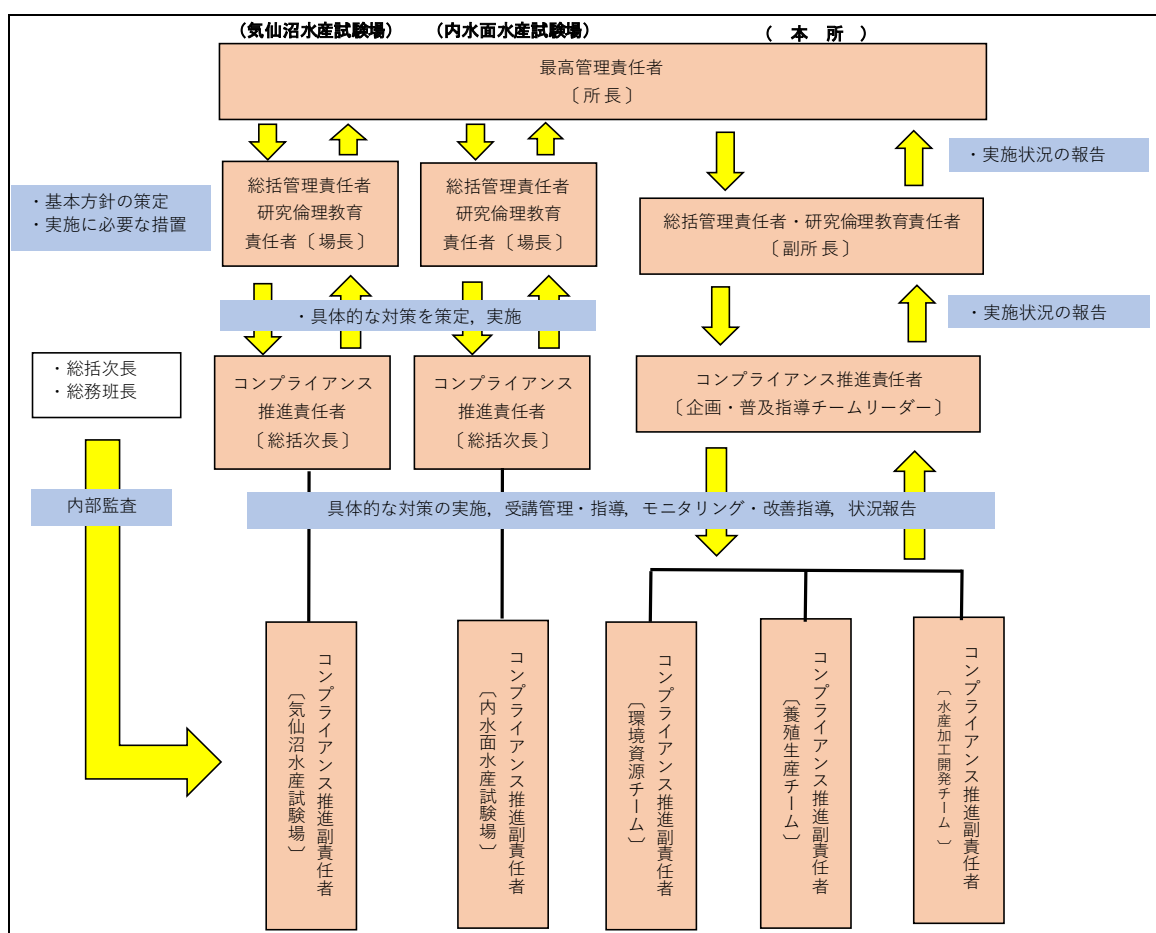 （気仙沼水産試験場）
（内水面水産試験場）
（　本　所　）
最高管理責任者
〔所長〕
・実施状況の報告
・基本方針の策定
・実施に必要な措置
総括管理責任者
研究倫理教育
責任者〔場長〕
総括管理責任者
研究倫理教育
責任者〔場長〕
総括管理責任者・研究倫理教育責任者
〔副所長〕
・具体的な対策を策定，実施
・実施状況の報告
・総括次長
・総務班長
コンプライアンス
推進責任者
〔総括次長〕
コンプライアンス
推進責任者
〔総括次長〕
コンプライアンス推進責任者
〔企画・普及指導チームリーダー〕
内部監査
具体的な対策の実施，受講管理・指導，モニタリング・改善指導，状況報告
コンプライアンス推進副責任者
〔気仙沼水産試験場〕
コンプライアンス推進副責任者
〔内水面水産試験場〕
コンプライアンス推進副責任者
〔環境資源チーム〕
コンプライアンス推進副責任者
〔養殖生産チーム〕
コンプライアンス推進副責任者
〔水産加工開発チーム〕